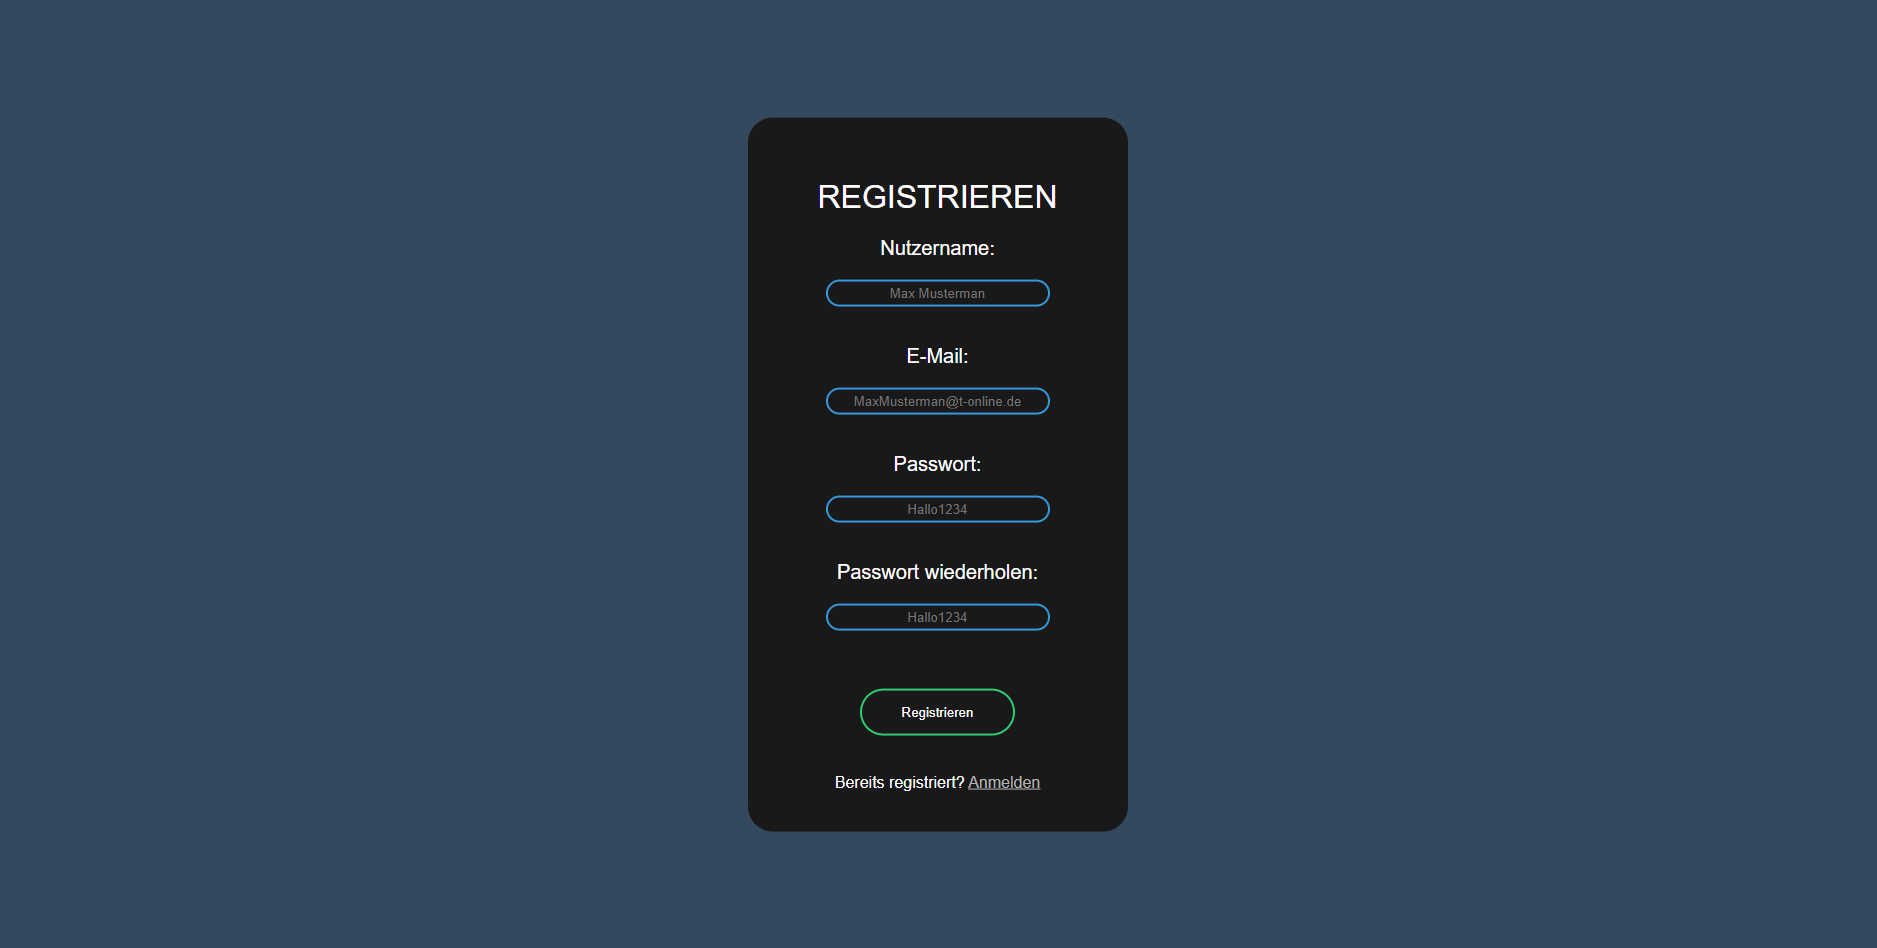 REGISTRIEREN
Nutzername:
Max Musterman
E-Mail:
MaxMusterman@t-online.de
Passwort:
Hallo1234
Passwort wiederholen:
Hallo1234
Registrieren
Bereits registriert? Anmelden